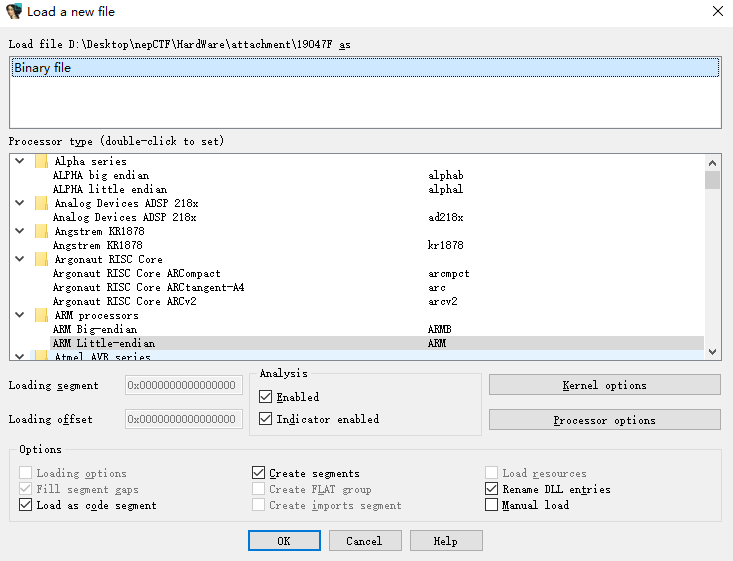 Load a new file
Load file D:\Desktop\nepCTF\HardWare\attachment\19047F as
Binary file
Processor type (double-click to set)
Alpha series
ALPHA big endian alphab
ALPHA little endian alphal
Analog Devices ADSP 218x
Analog Devices ADSP 218x ad218x
Angstrem KR1878
Angstrem KR1878 kr1878
Argonaut RISC Core
Argonaut RISC Core ARCompact arcmpct
Argonaut RISC Core ARCtangent-A4 arc
Argonaut RISC Core ARCv2 arcv2
ARM processors
ARM Big-endian ARMB
ARM Little-endian ARM
Atmel AVR series
Loading segment 0x0000000000000000
Loading offset 0x0000000000000000
Analysis
Enabled
Indicator enabled
Kernel options
Processor options
Options
Loading options
Fill segment gaps
Load as code segment
Create segments
Create FLAT group
Create imports segment
Load resources
Rename DLL entries
Manual load
OK Cancel Help